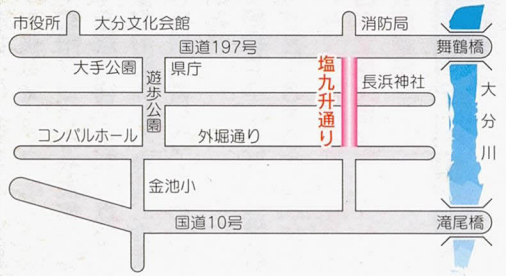 市役所
大分文化会館
消防局
国道197号
舞鶴橋
大手公園
県庁
遊歩公園
塩九升通り
長浜神社
大分川
コンパルホール
外堀通り
金池小
国道10号
滝尾橋